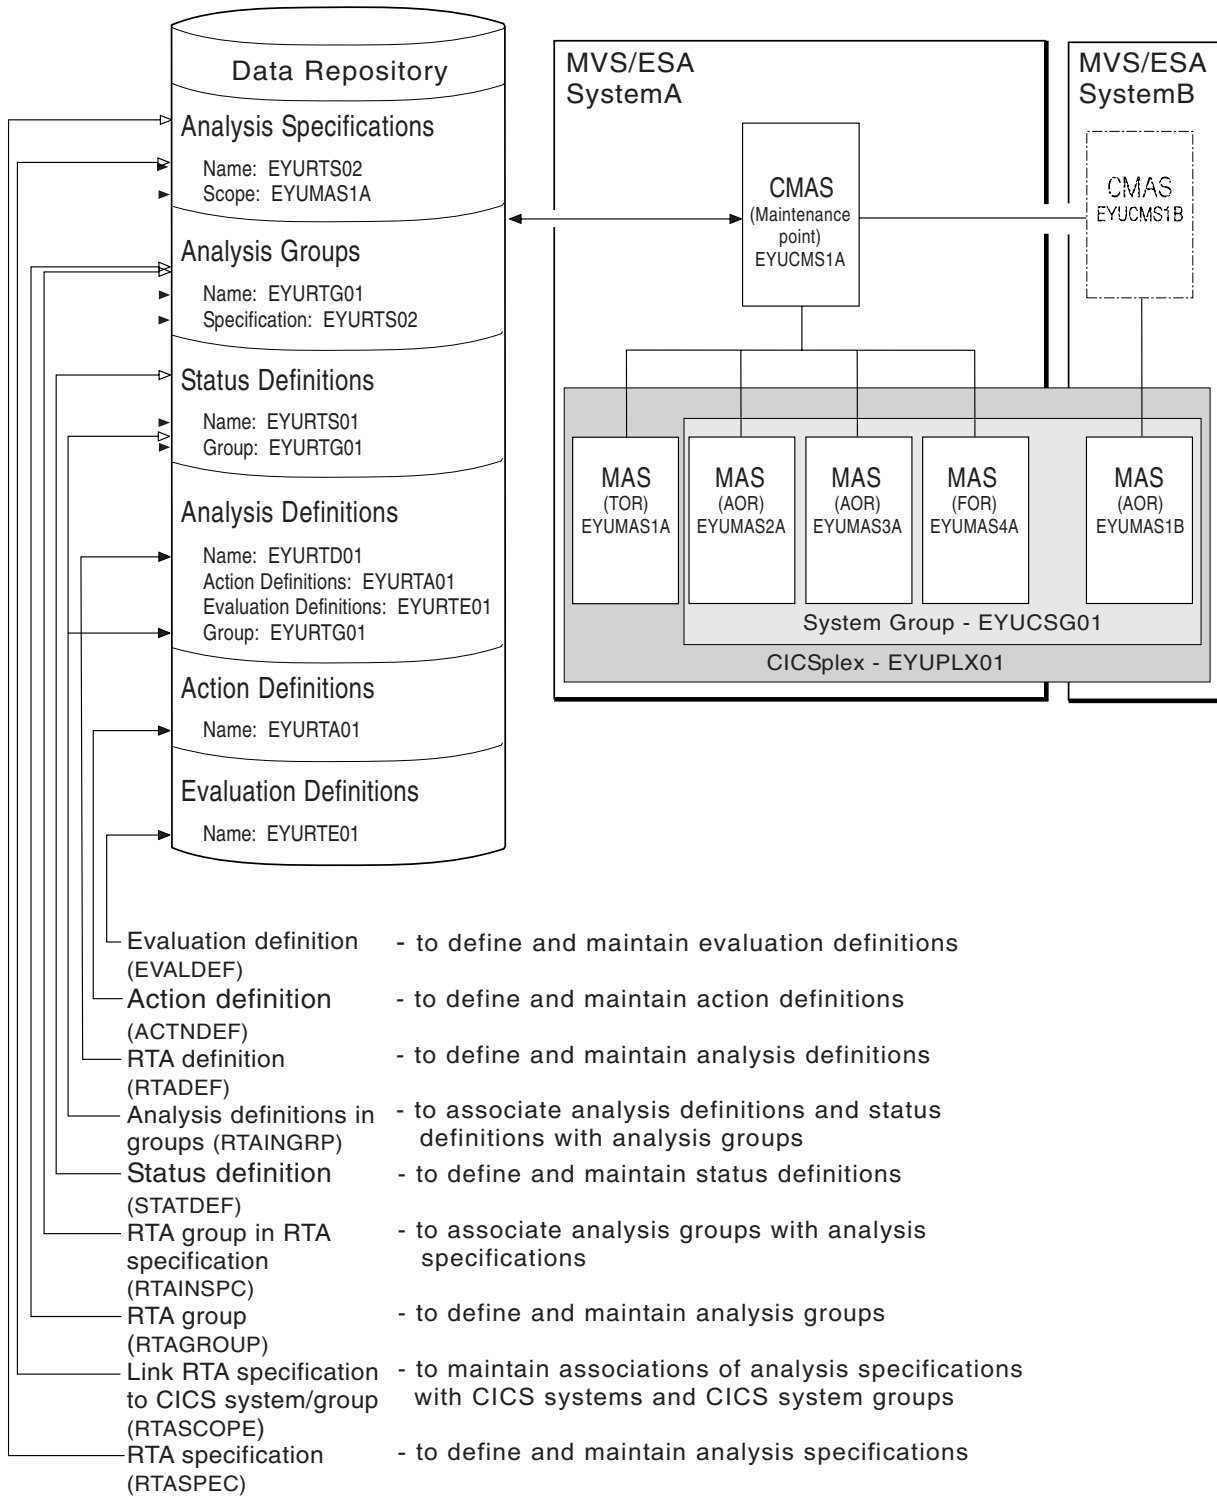 Data Repository
Analysis Specifications
Name: EYURTS02
Scope: EYUMAS1A
Analysis Groups
Name: EYURTG01
Specification: EYURTS02
Status Definitions
Name: EYURTS01
Group: EYURTG01
Analysis Definitions
Name: EYURTD01
Action Definitions: EYURTA01
Evaluation Definitions: EYURTE01
Group: EYURTG01
Action Definitions
Name: EYURTA01
Evaluation Definitions
Name: EYURTE01
MVS/ESA
SystemA
CMAS
(Maintenance
point)
EYUCMS1A
MVS/ESA
SystemB
CMAS
EYUCMS1B
MAS
(TOR)
EYUMAS1A
MAS
(AOR)
EYUMAS2A
MAS
(AOR)
EYUMAS3A
MAS
(FOR)
EYUMAS4A
MAS
(AOR)
EYUMAS1B
System Group - EYUCSG01
CICSplex - EYUPLX01
Evaluation definition - to define and maintain evaluation definitions
(EVALDEF)
Action definition - to define and maintain action definitions
(ACTNDEF)
RTA definition - to define and maintain analysis definitions
(RTADEF)
Analysis definitions in - to associate analysis definitions and status
groups (RTAINGRP) definitions with analysis groups
Status definition - to define and maintain status definitions
(STATDEF)
RTA group in RTA - to associate analysis groups with analysis
specification specifications
(RTAINSPC)
RTA group - to define and maintain analysis groups
(RTAGROUP)
Link RTA specification - to maintain associations of analysis specifications
to CICS system/group with CICS systems and CICS system groups
(RTASCOPE)
RTA specification - to define and maintain analysis specifications
(RTASPEC)